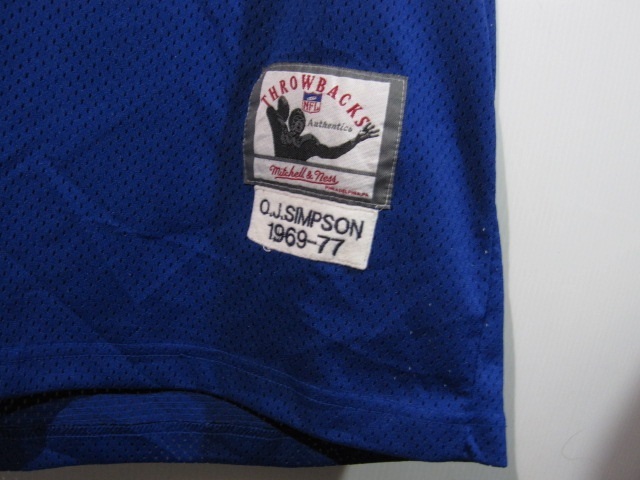 THROWBACKS
NFL
Authentics
Mitchell & Ness
O.J.SIMPSON
1969-77